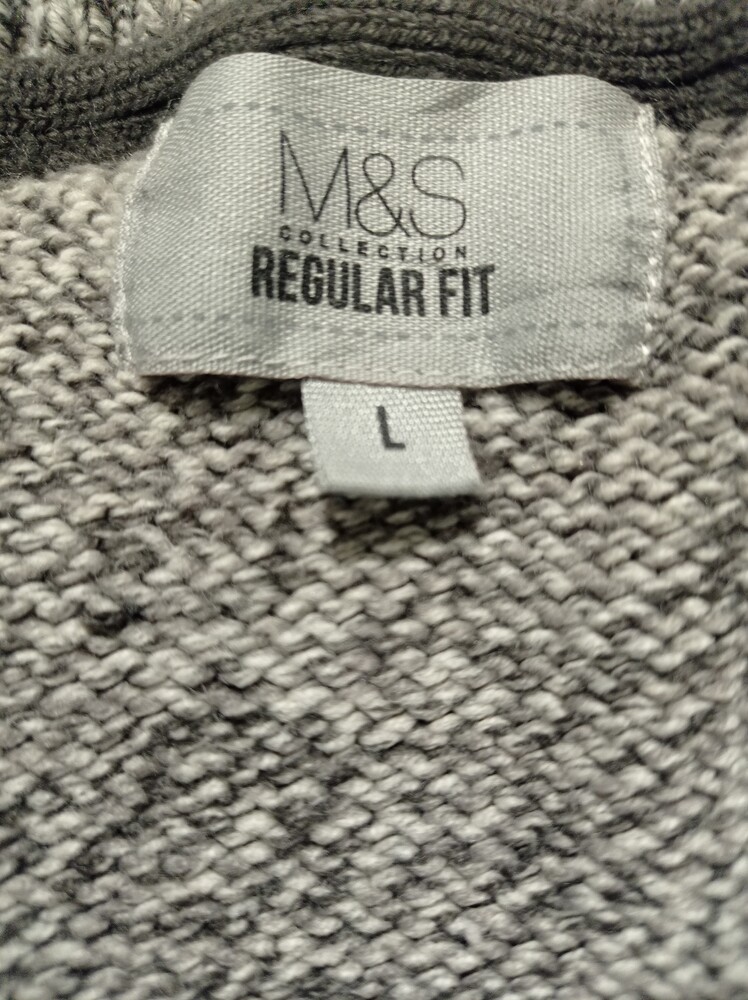 M&S
COLLECTION
REGULAR FIT
L